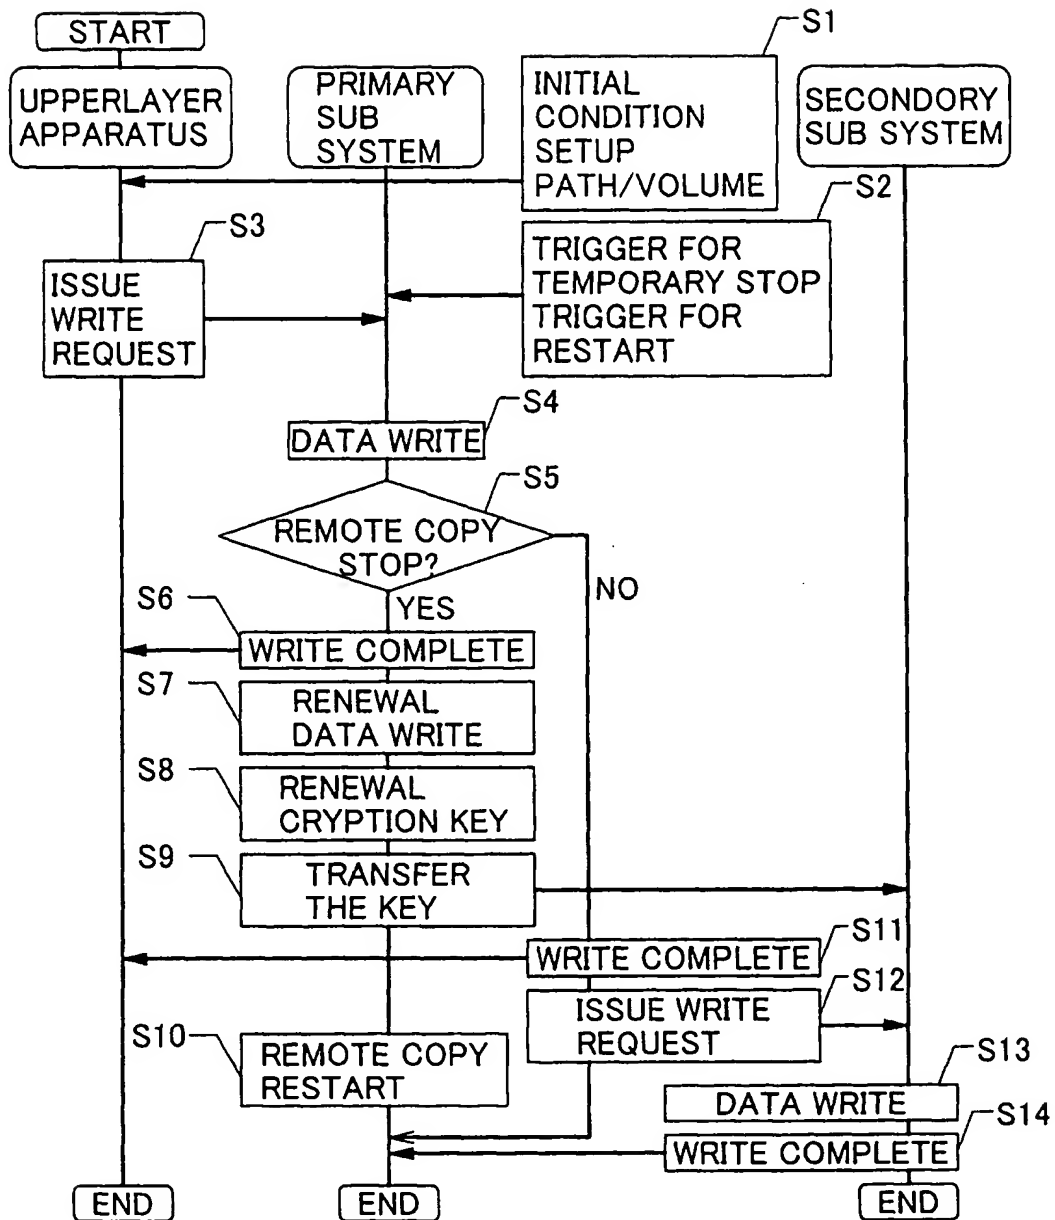 START
UPPERLAYER
APPARATUS
PRIMARY
SUB
SYSTEM
S1
INITIAL
CONDITION
SETUP
PATH/VOLUME
SECONDORY
SUB SYSTEM
S2
TRIGGER FOR
TEMPORARY STOP
TRIGGER FOR
RESTART
S3
ISSUE
WRITE
REQUEST
S4
DATA WRITE
S5
REMOTE COPY
STOP?
NO
YES
S6
WRITE COMPLETE
S7
RENEWAL
DATA WRITE
S8
RENEWAL
CRYPTION KEY
S9
TRANSFER
THE KEY
S11
WRITE COMPLETE
S12
ISSUE WRITE
REQUEST
S10
REMOTE COPY
RESTART
S13
DATA WRITE
S14
WRITE COMPLETE
END
END
END